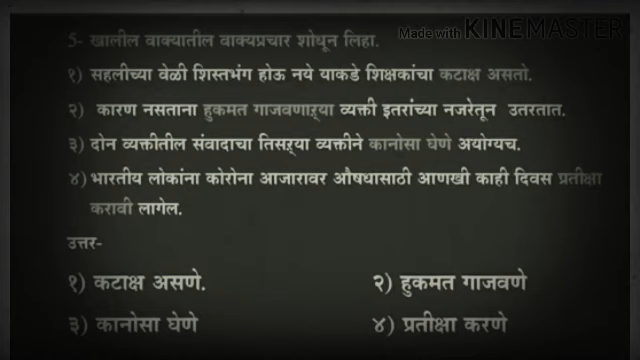 Made with KINEMASTER
5- खालील वाक्यातील वाक्यप्रचार शोधून लिहा.
१) सहलीच्या वेळी शिस्तभंग होऊ नये याकडे शिक्षकांचा कटाक्ष असतो.
२) कारण नसताना हुकमत गाजवणाऱ्या व्यक्ती इतरांच्या नजरेतून उतरतात.
३) दोन व्यक्तीतील संवादाचा तिसऱ्या व्यक्तीने कानोसा घेणे अयोग्यच.
४) भारतीय लोकांना कोरोना आजारावर औषधासाठी आणखी काही दिवस प्रतीक्षा
करावी लागेल.
उत्तर-
१) कटाक्ष असणे. २) हुकमत गाजवणे
३) कानोसा घेणे ४) प्रतीक्षा करणे